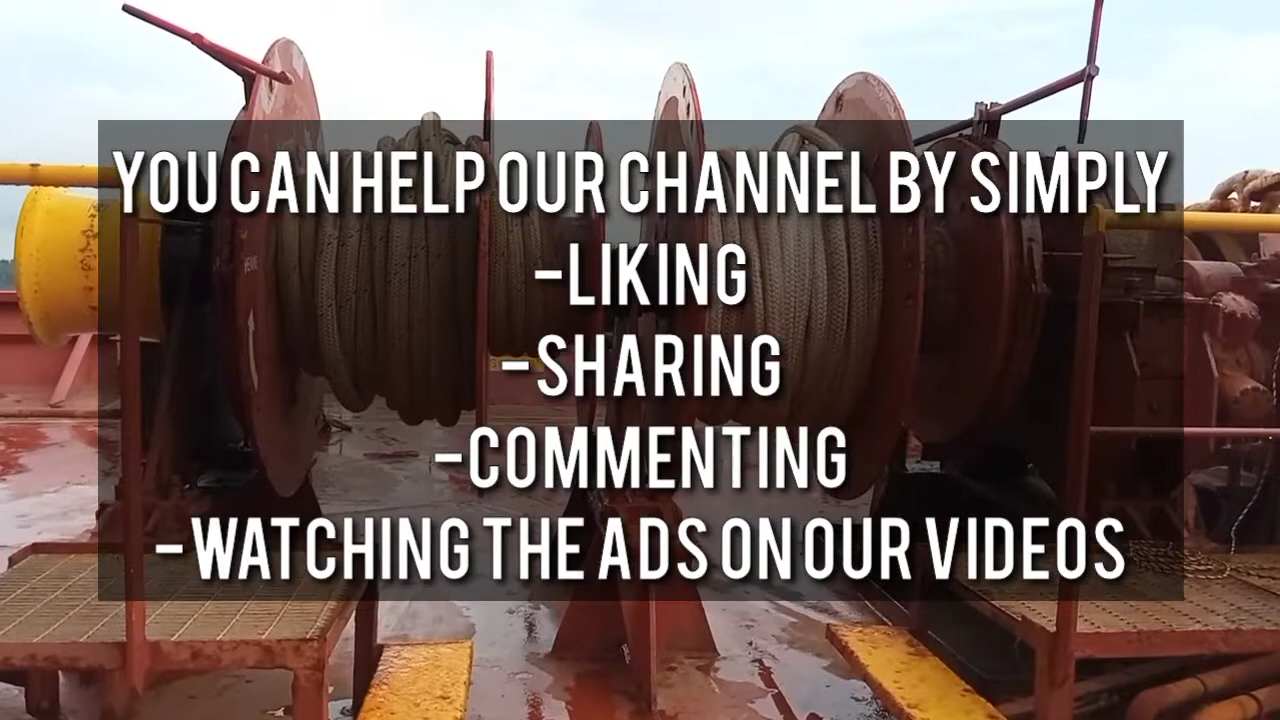 YOU CAN HELP OUR CHANNEL BY SIMPLY
-LIKING
- SHARING
-COMMENTING
-WATCHING THE ADS ON OUR VIDEOS